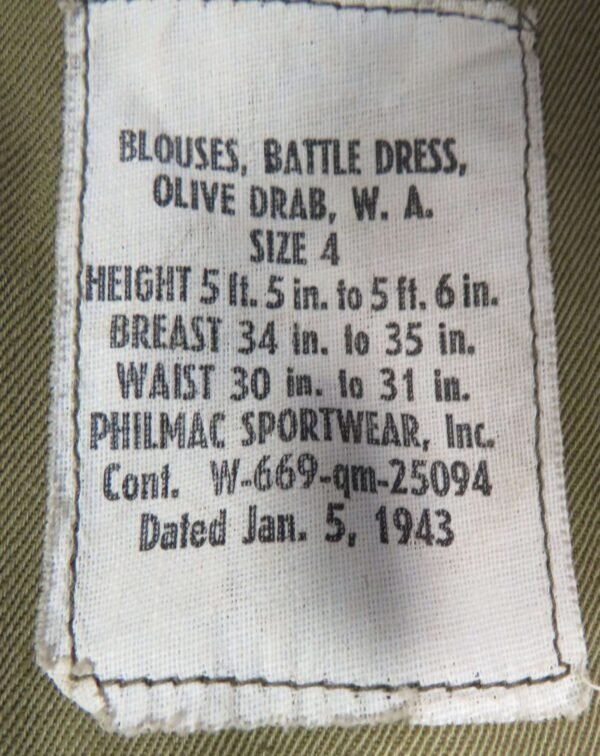 BLOUSES, BATTLE DRESS,
OLIVE DRAB, W. A.
SIZE 4
HEIGHT 5 ft. 5 in. to 5 ft. 6 in.
BREAST 34 in. to 35 in.
WAIST 30 in. to 31 in.
PHILMAC SPORTWEAR, Inc.
Cont. W-669-qm-25094
Dated Jan. 5, 1943